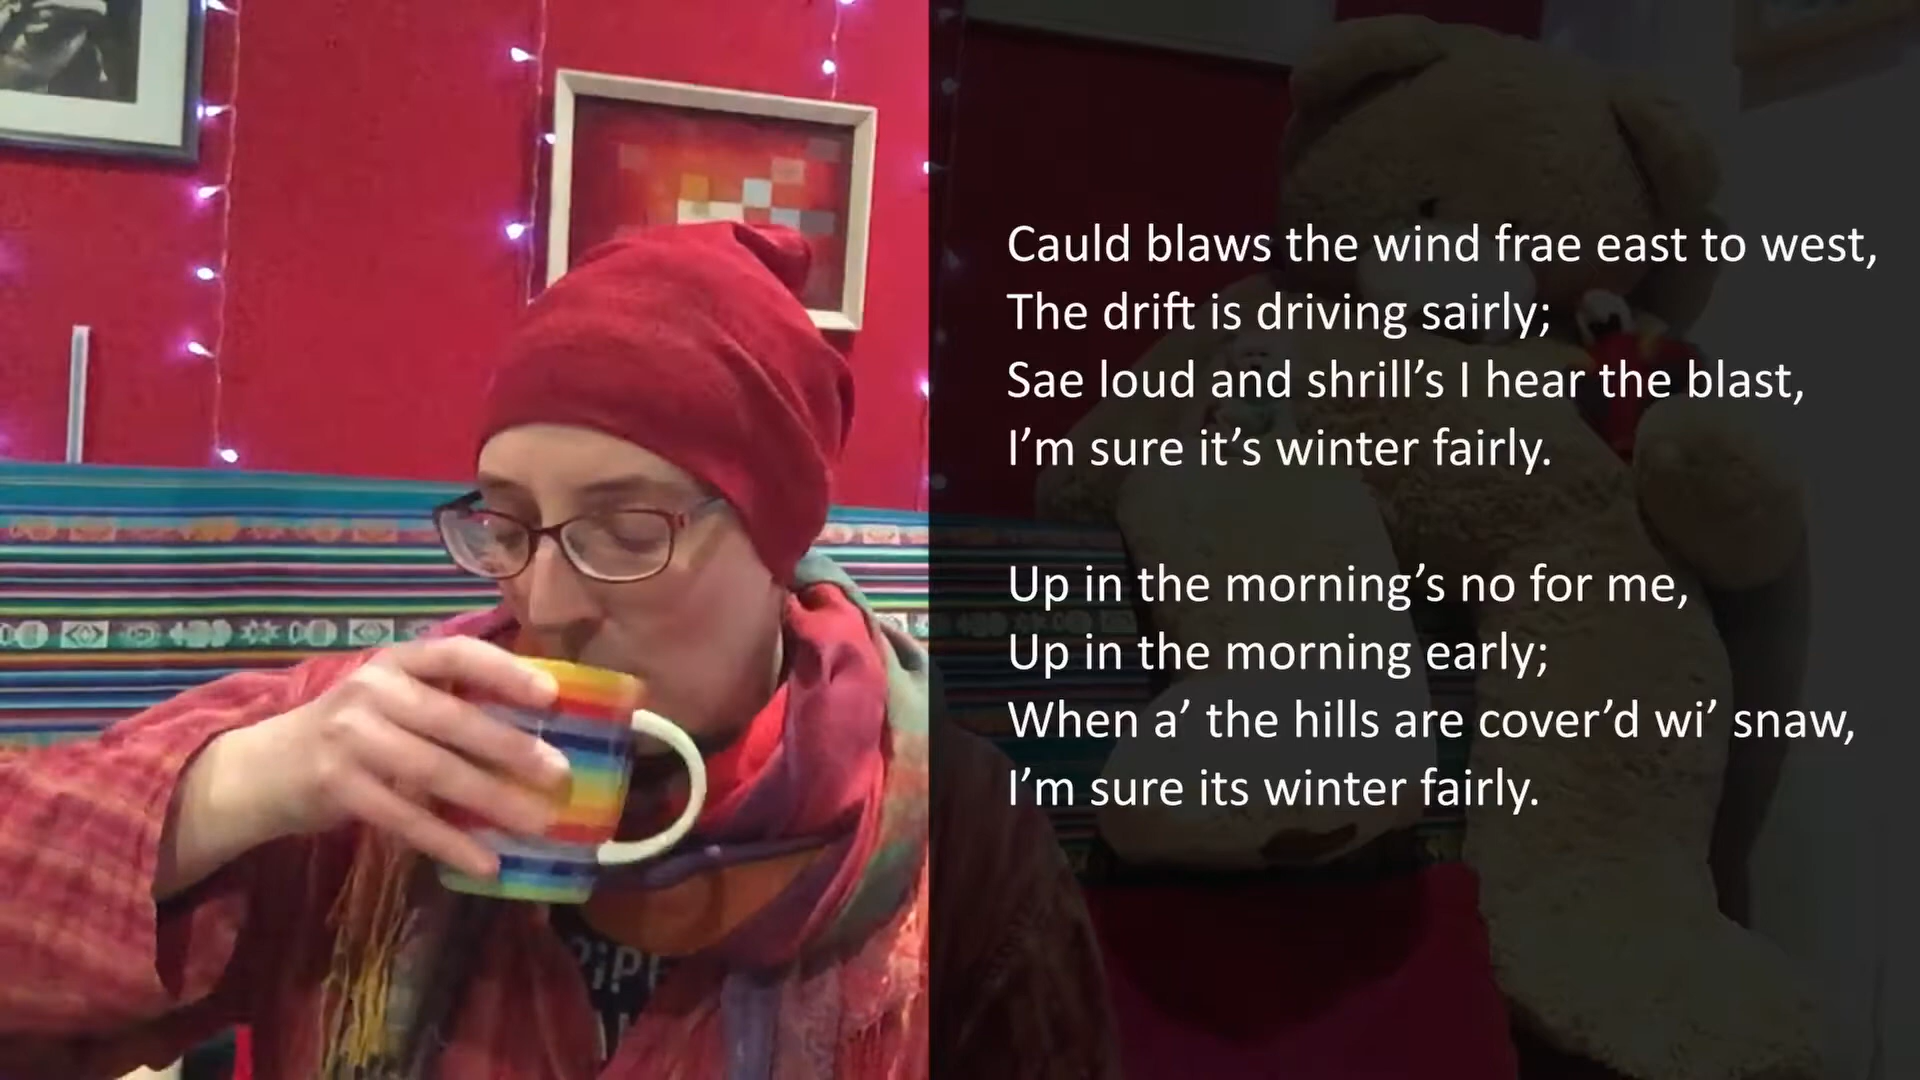 Cauld blaws the wind frae east to west,
The drift is driving sairly;
Sae loud and shrill’s I hear the blast,
I’m sure it’s winter fairly.
Up in the morning’s no for me,
Up in the morning early;
When a’ the hills are cover’d wi’ snaw,
I’m sure its winter fairly.